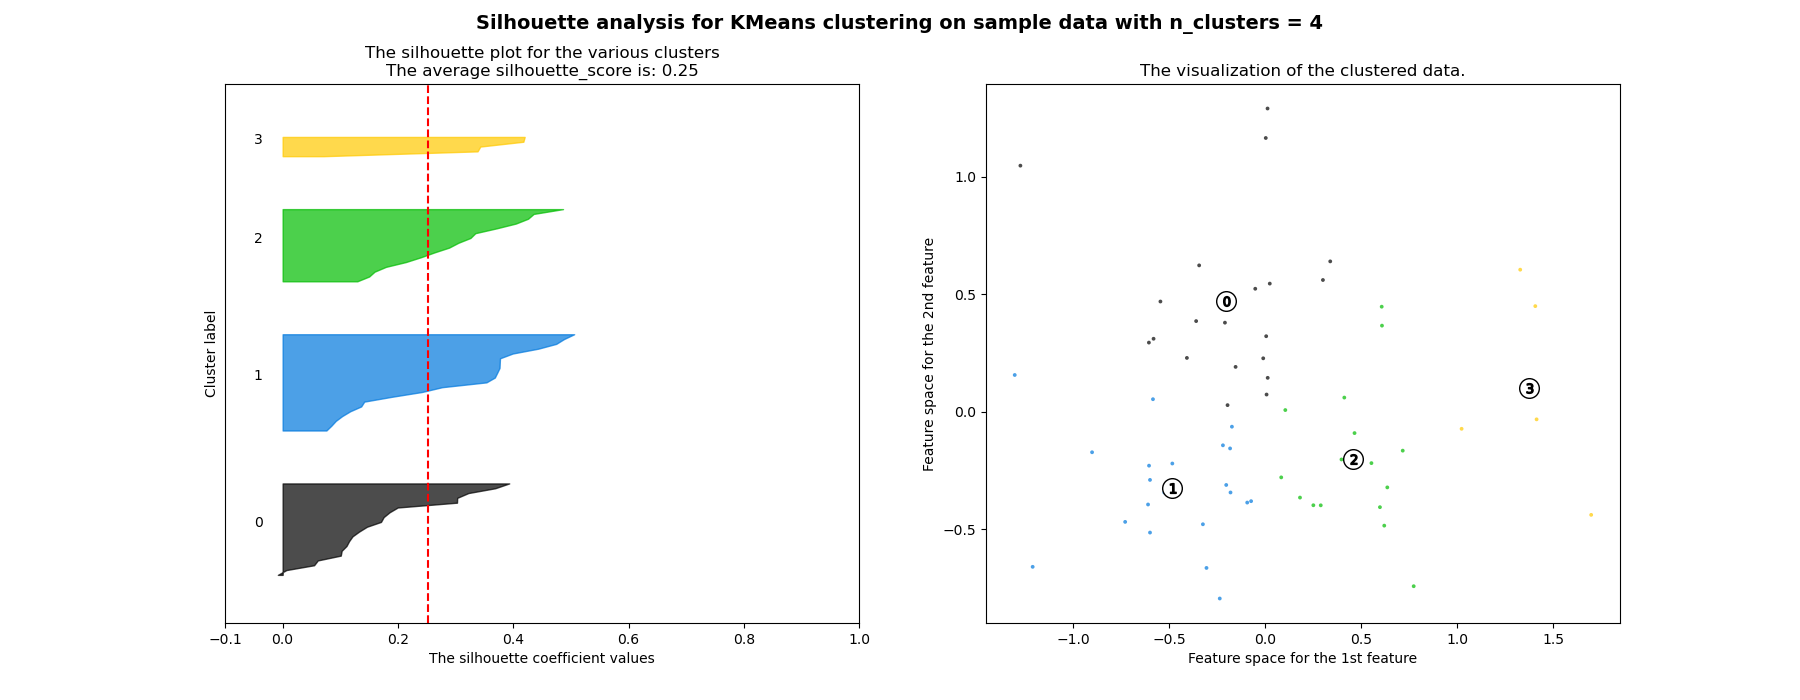 Silhouette analysis for KMeans clustering on sample data with n_clusters = 4
The silhouette plot for the various clusters
The average silhouette_score is: 0.25
3
2
1
0
Cluster label
−0.1 0.0 0.2 0.4 0.6 0.8 1.0
The silhouette coefficient values
The visualization of the clustered data.
1.0
0.5
0.0
−0.5
Feature space for the 2nd feature
0
3
2
1
−1.0 −0.5 0.0 0.5 1.0 1.5
Feature space for the 1st feature